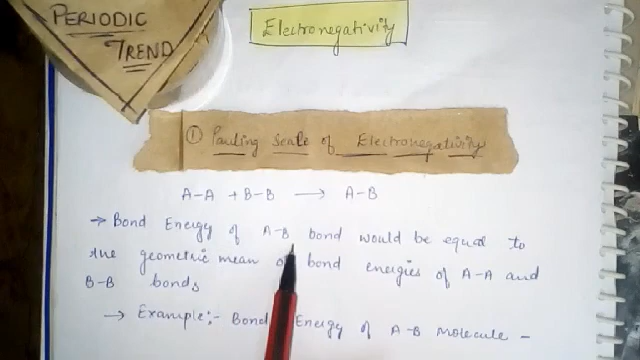 PERIODIC
TREND
Electronegativity
① Pauling Scale of Electronegativity
A-A + B-B ⟶ A-B
→ Bond Energy of A-B bond would be equal to
the geometric mean of bond energies of A-A and
B-B bonds
→ Example:- Bond Energy of A-B Molecule -